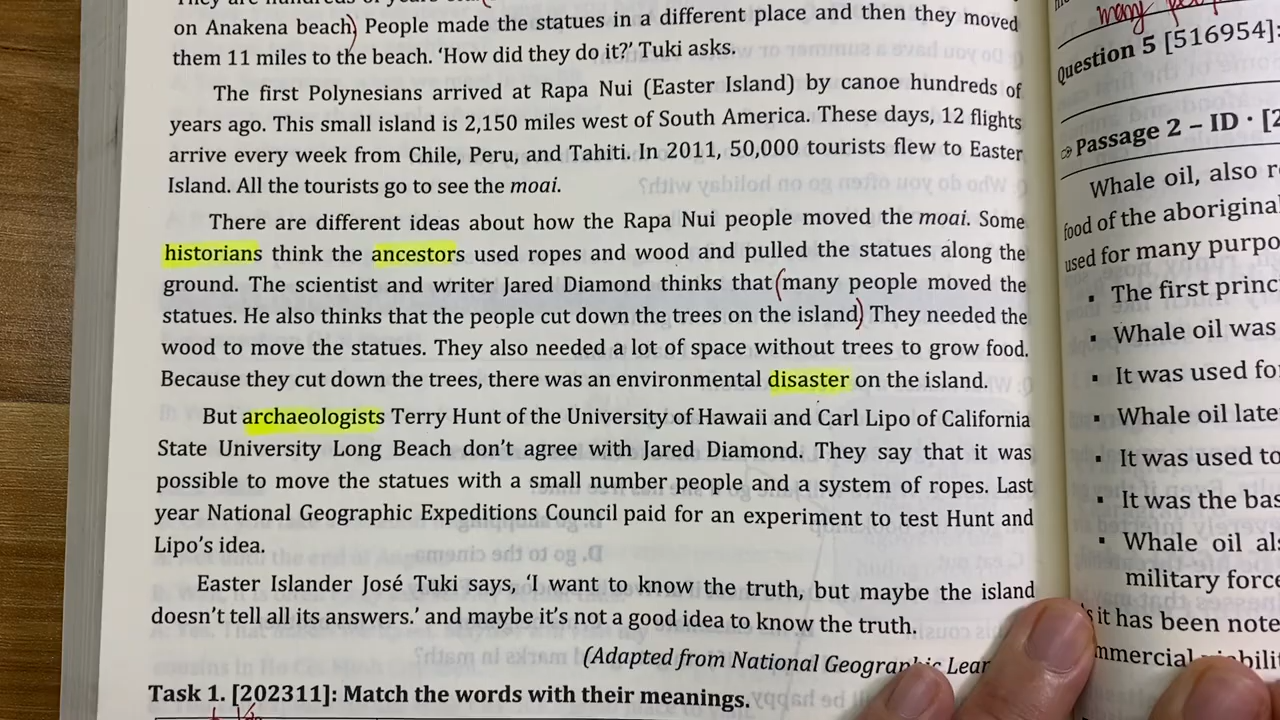 on Anakena beach) People made the statues in a different place and then they moved
them 11 miles to the beach. ‘How did they do it?’ Tuki asks.
The first Polynesians arrived at Rapa Nui (Easter Island) by canoe hundreds of
years ago. This small island is 2,150 miles west of South America. These days, 12 flights
arrive every week from Chile, Peru, and Tahiti. In 2011, 50,000 tourists flew to Easter
Island. All the tourists go to see the moai.
There are different ideas about how the Rapa Nui people moved the moai. Some
historians think the ancestors used ropes and wood and pulled the statues along the
ground. The scientist and writer Jared Diamond thinks that (many people moved the
statues. He also thinks that the people cut down the trees on the island) They needed the
wood to move the statues. They also needed a lot of space without trees to grow food.
Because they cut down the trees, there was an environmental disaster on the island.
But archaeologists Terry Hunt of the University of Hawaii and Carl Lipo of California
State University Long Beach don’t agree with Jared Diamond. They say that it was
possible to move the statues with a small number people and a system of ropes. Last
year National Geographic Expeditions Council paid for an experiment to test Hunt and
Lipo’s idea.
Easter Islander José Tuki says, ‘I want to know the truth, but maybe the island
doesn’t tell all its answers.’ and maybe it’s not a good idea to know the truth.
(Adapted from National Geographic Lear
Task 1. [202311]: Match the words with their meanings.
many
Question 5 [516954]:
Passage 2 – ID · [2
Whale oil, also r
food of the aboriginal
used for many purpo
▪ The first princ
▪ Whale oil was
▪ It was used fo
▪ Whale oil late
▪ It was used to
▪ It was the bas
▪ Whale oil als
military force
it has been note